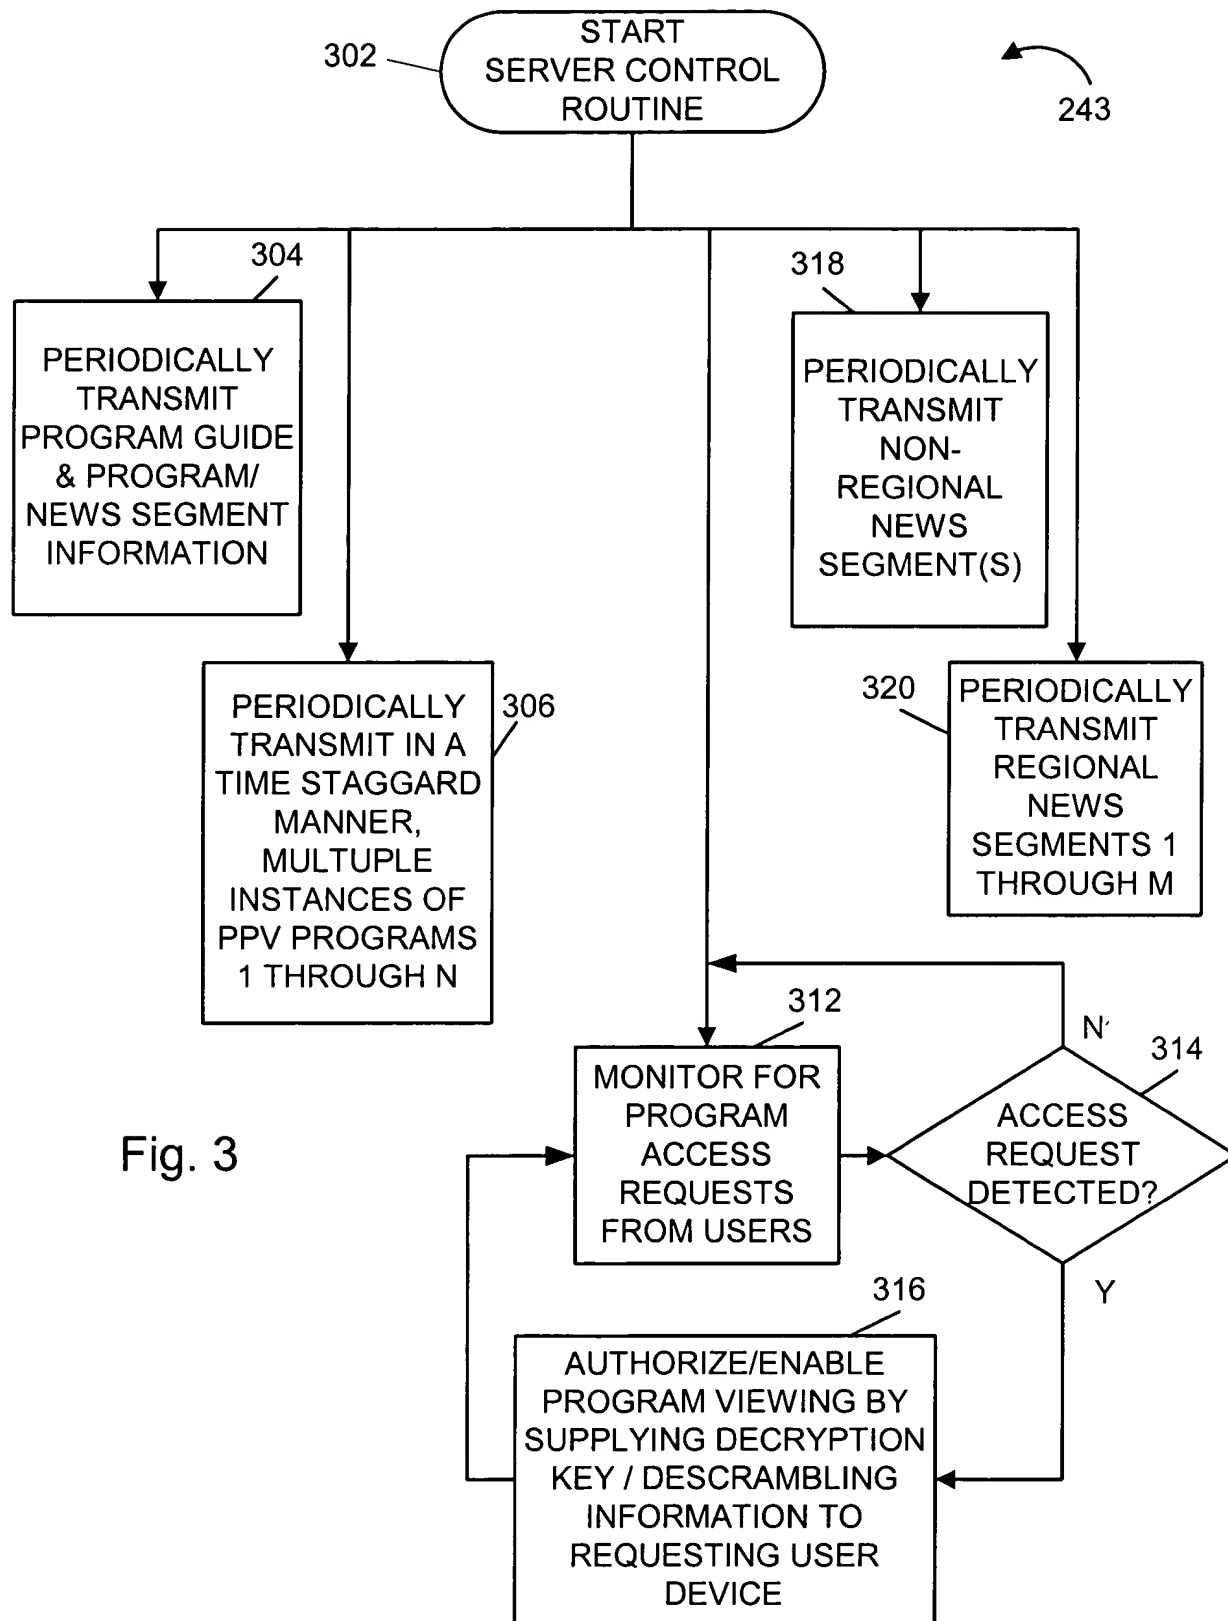 START
SERVER CONTROL
ROUTINE
302
243
304
PERIODICALLY
TRANSMIT
PROGRAM GUIDE
& PROGRAM/
NEWS SEGMENT
INFORMATION
318
PERIODICALLY
TRANSMIT
NON-
REGIONAL
NEWS
SEGMENT(S)
306
PERIODICALLY
TRANSMIT IN A
TIME STAGGARD
MANNER,
MULTUPLE
INSTANCES OF
PPV PROGRAMS
1 THROUGH N
320
PERIODICALLY
TRANSMIT
REGIONAL
NEWS
SEGMENTS 1
THROUGH M
312
MONITOR FOR
PROGRAM
ACCESS
REQUESTS
FROM USERS
N
314
ACCESS
REQUEST
DETECTED?
Y
Fig. 3
316
AUTHORIZE/ENABLE
PROGRAM VIEWING BY
SUPPLYING DECRYPTION
KEY / DESCRAMBLING
INFORMATION TO
REQUESTING USER
DEVICE